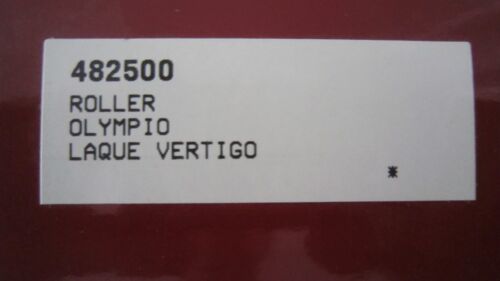 482500
ROLLER
OLYMPIO
LAQUE VERTIGO
*